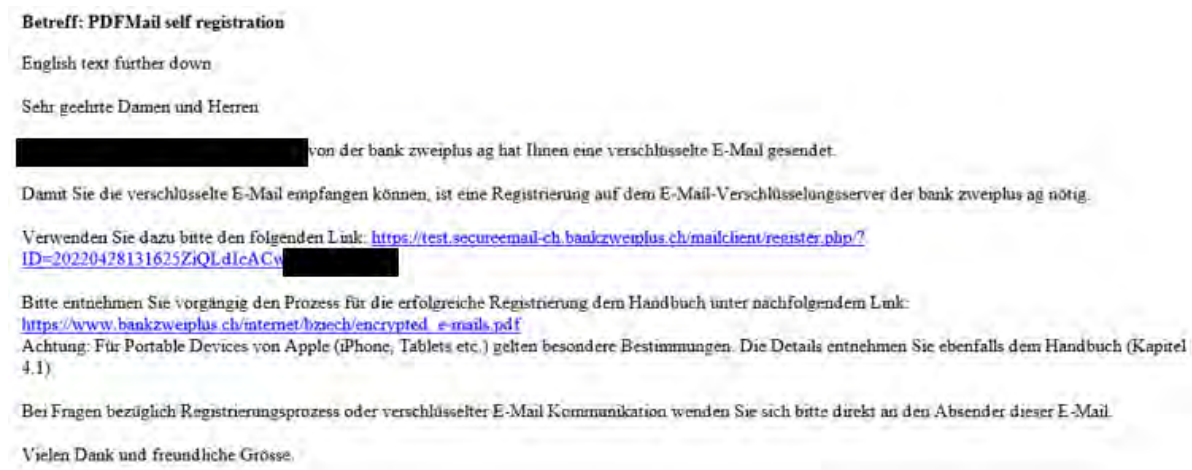 Betreff: PDFMail self registration
English text further down
Sehr geehrte Damen und Herren
von der bank zweiplus ag hat Ihnen eine verschlüsselte E-Mail gesendet.
Damit Sie die verschlüsselte E-Mail empfangen können, ist eine Registrierung auf dem E-Mail-Verschlüsselungsserver der bank zweiplus ag nötig.
Verwenden Sie dazu bitte den folgenden Link: https://test.secureemail-ch.bankzweiplus.ch/mailclient/register.php/?
ID=20220428131625ZiQLdIeACw
Bitte entnehmen Sie vorgängig den Prozess für die erfolgreiche Registrierung dem Handbuch unter nachfolgendem Link:
https://www.bankzweiplus.ch/internet/bziech/encrypted_e-mails.pdf
Achtung: Für Portable Devices von Apple (iPhone, Tablets etc.) gelten besondere Bestimmungen. Die Details entnehmen Sie ebenfalls dem Handbuch (Kapitel
4.1)
Bei Fragen bezüglich Registrierungsprozess oder verschlüsselter E-Mail Kommunikation wenden Sie sich bitte direkt an den Absender dieser E-Mail.
Vielen Dank und freundliche Grüsse.